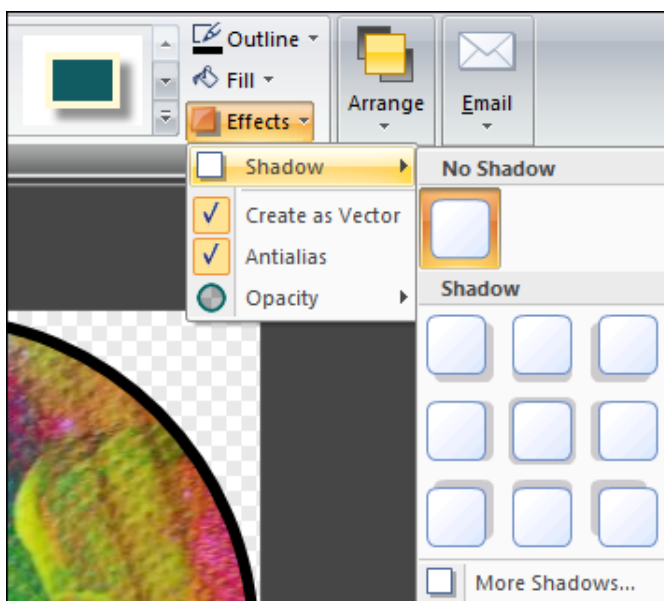 Outline
Fill
Effects
Arrange
Email
Shadow
Create as Vector
Antialias
Opacity
No Shadow
Shadow
More Shadows...